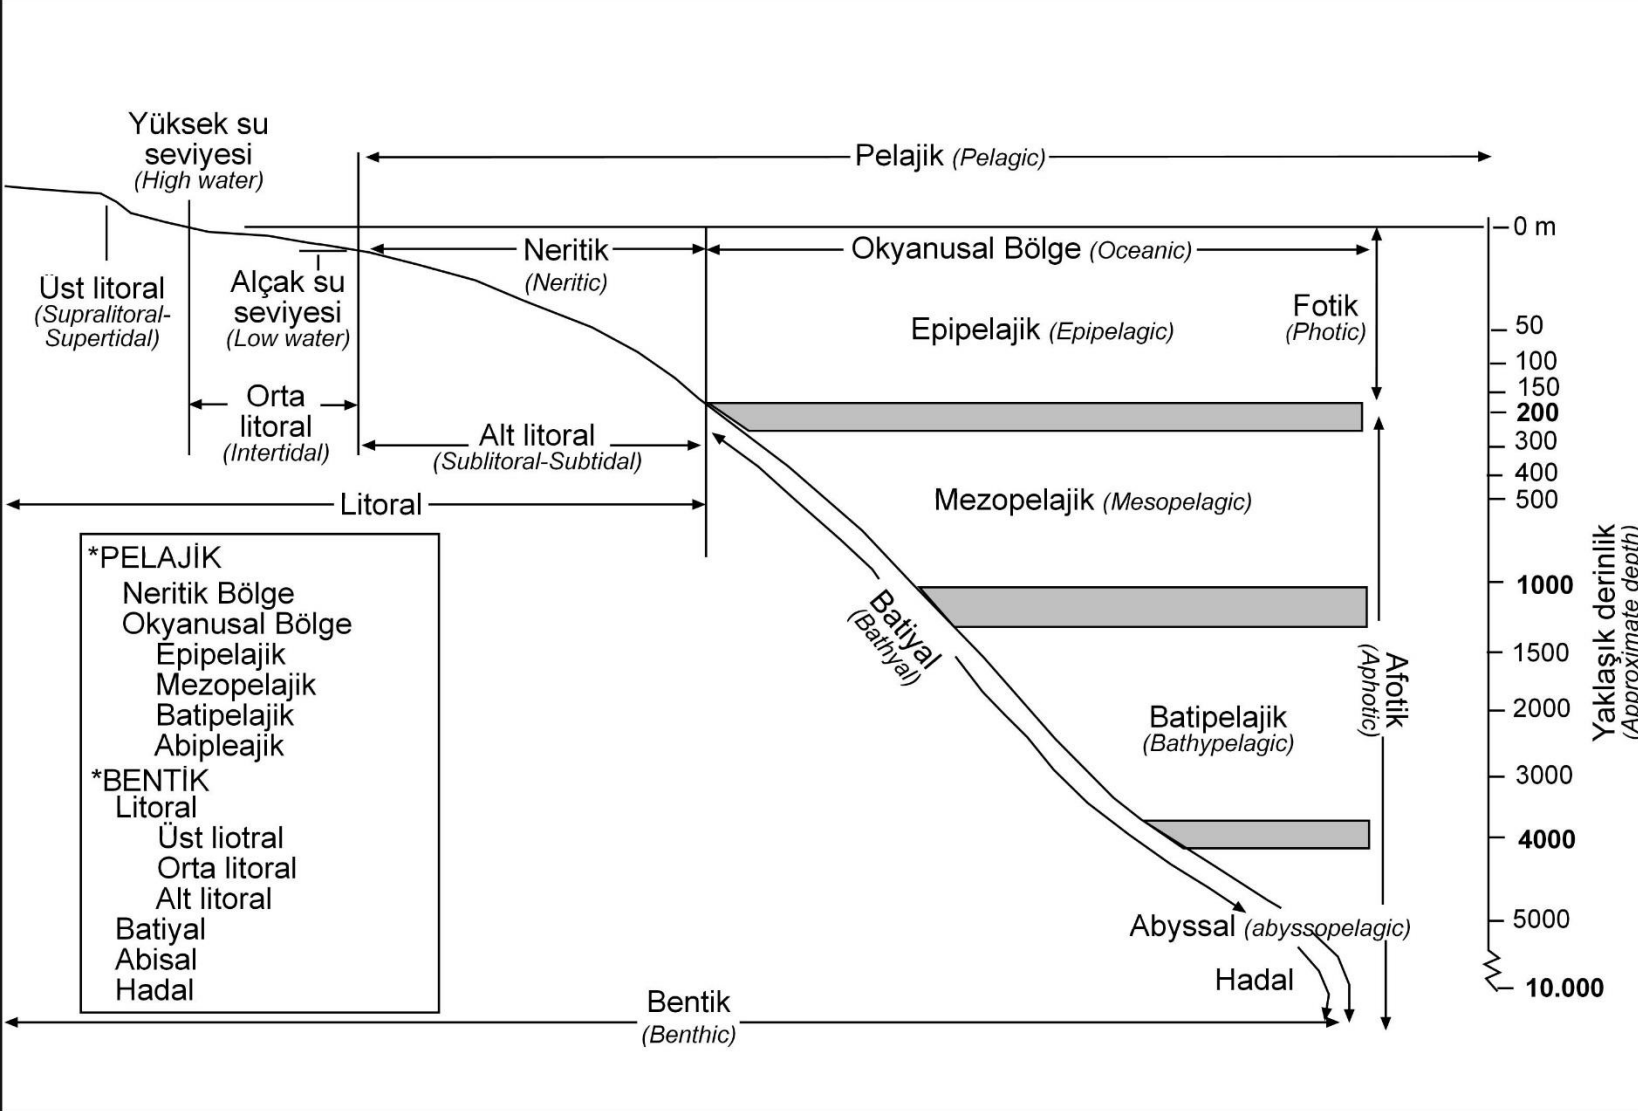 Yüksek su
seviyesi
(High water)
Pelajik (Pelagic)
0 m
Neritik
(Neritic)
Okyanusal Bölge (Oceanic)
Üst litoral
(Supralitoral-
Supertidal)
Alçak su
seviyesi
(Low water)
Epipelajik (Epipelagic)
Fotik
(Photic)
50
100
150
200
300
400
500
1000
1500
2000
3000
4000
5000
10.000
Yaklaşık derinlik
(Approximate depth)
Orta
litoral
(Intertidal)
Alt litoral
(Sublitoral-Subtidal)
Litoral
Mezopelajik (Mesopelagic)
Batiyal
(Bathyal)
Afotik
(Aphotic)
Batipelajik
(Bathypelagic)
Abyssal (abyssopelagic)
Hadal
*PELAJİK
Neritik Bölge
Okyanusal Bölge
Epipelajik
Mezopelajik
Batipelajik
Abipleajik
*BENTİK
Litoral
Üst liotral
Orta litoral
Alt litoral
Batiyal
Abisal
Hadal
Bentik
(Benthic)